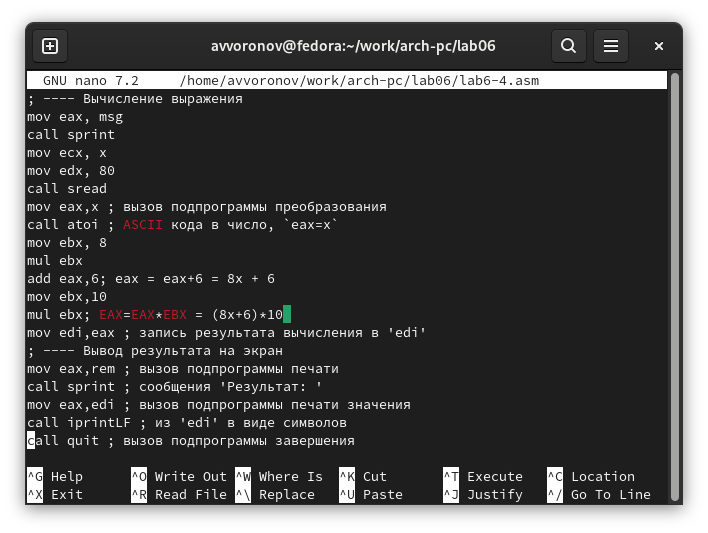 avvoronov@fedora:~/work/arch-pc/lab06
GNU nano 7.2     /home/avvoronov/work/arch-pc/lab06/lab6-4.asm
; ---- Вычисление выражения
mov eax, msg
call sprint
mov ecx, x
mov edx, 80
call sread
mov eax,x ; вызов подпрограммы преобразования
call atoi ; ASCII кода в число, `eax=x`
mov ebx, 8
mul ebx
add eax,6; eax = eax+6 = 8x + 6
mov ebx,10
mul ebx; EAX=EAX*EBX = (8x+6)*10
mov edi,eax ; запись результата вычисления в 'edi'
; ---- Вывод результата на экран
mov eax,rem ; вызов подпрограммы печати
call sprint ; сообщения 'Результат: '
mov eax,edi ; вызов подпрограммы печати значения
call iprintLF ; из 'edi' в виде символов
call quit ; вызов подпрограммы завершения
^G Help ^O Write Out ^W Where Is ^K Cut ^T Execute ^C Location
^X Exit ^R Read File ^\ Replace ^U Paste ^J Justify ^/ Go To Line